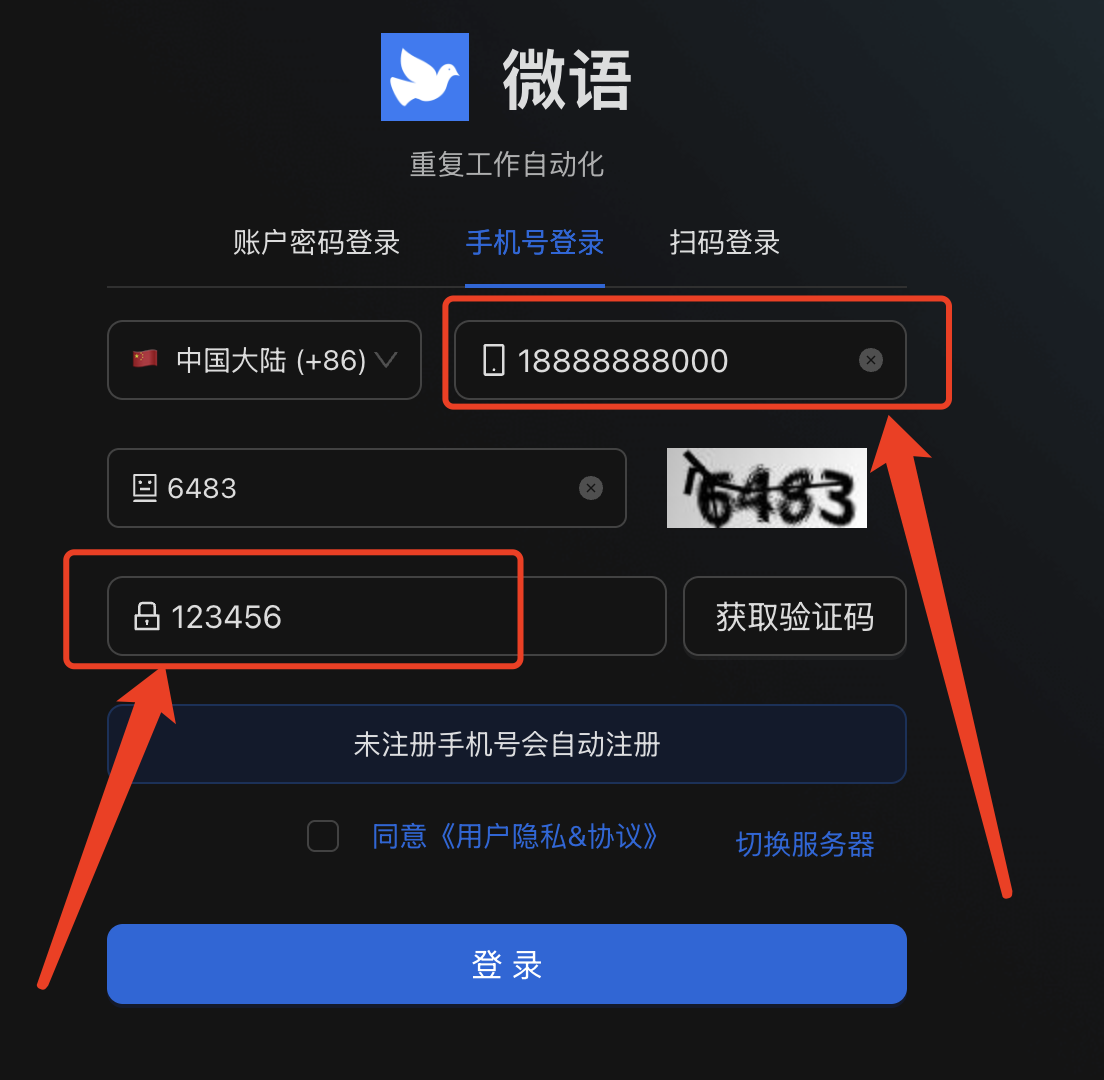 微语
重复工作自动化
账户密码登录 手机号登录 扫码登录
中国大陆 (+86) 18888888000
6483 6483
123456 获取验证码
未注册手机号会自动注册
同意《用户隐私&协议》 切换服务器
登 录